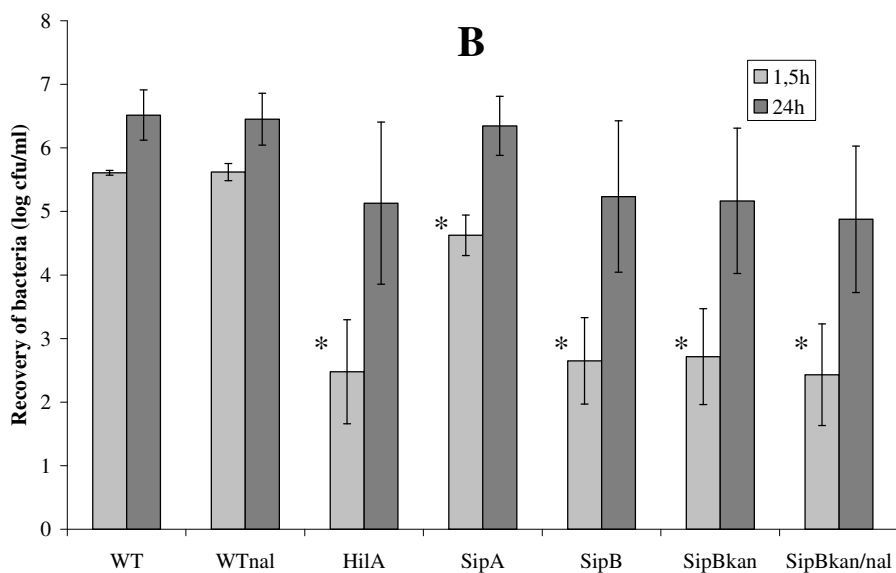 B
1,5h
24h
Recovery of bacteria (log cfu/ml)
8
7
6
5
4
3
2
1
0
*
*
*
*
*
WT WTnal HilA SipA SipB SipBkan SipBkan/nal